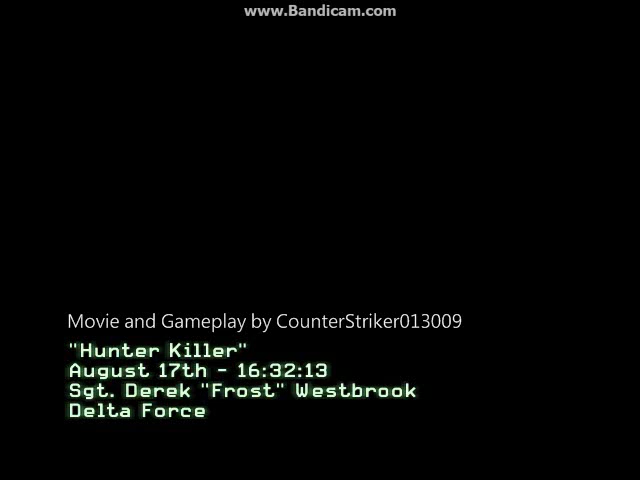 www.Bandicam.com
Movie and Gameplay by CounterStriker013009
"Hunter Killer"
August 17th - 16:32:13
Sgt. Derek "Frost" Westbrook
Delta Force